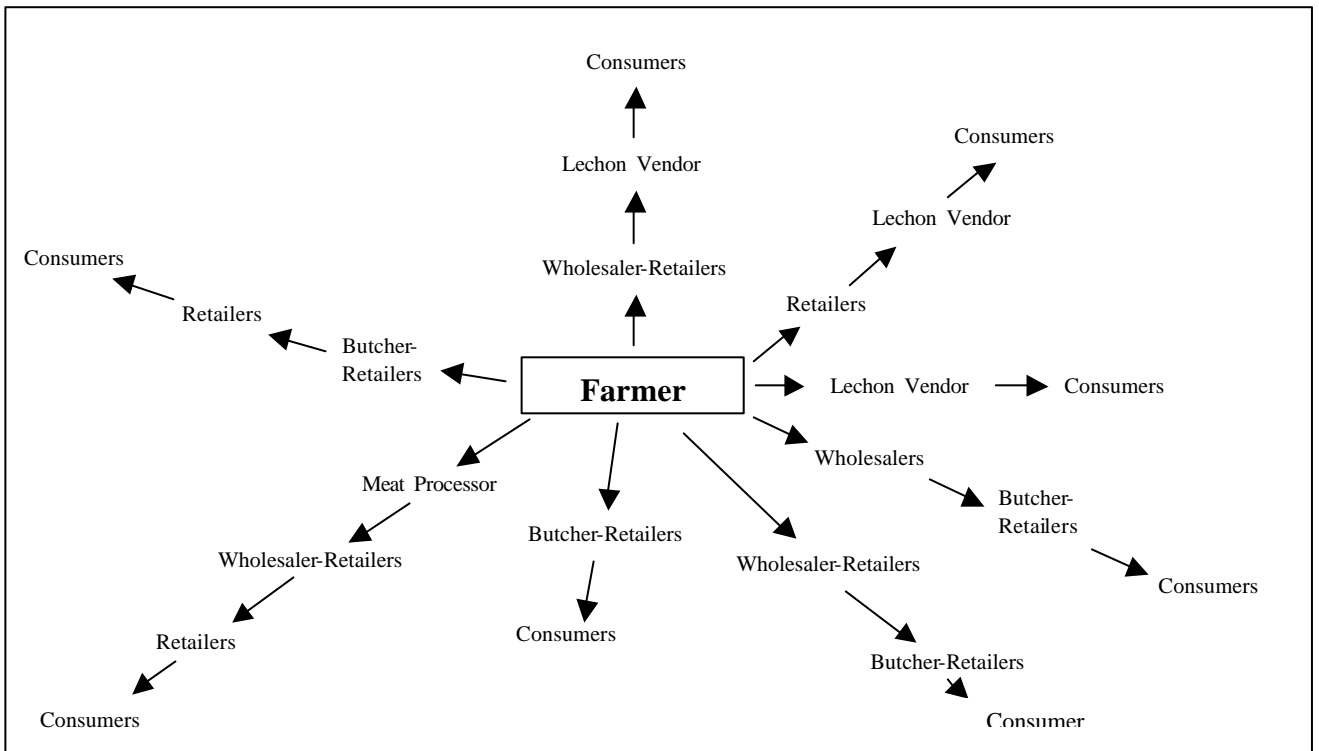 Consumers
Consumers
Lechon Vendor
Lechon Vendor
Consumers
Wholesaler-Retailers
Retailers
Retailers
Butcher-
Retailers
Farmer
Lechon Vendor
Consumers
Wholesalers
Meat Processor
Butcher-
Retailers
Butcher-Retailers
Wholesaler-Retailers
Wholesaler-Retailers
Consumers
Consumers
Retailers
Butcher-Retailers
Consumers
Consumer